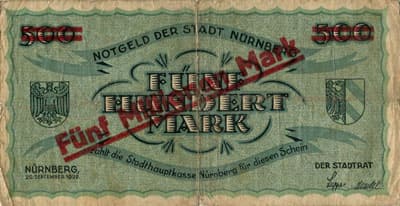 500 500
NOTGELD DER STADT NÜRNBERG
FÜNF
HUNDERT
MARK
Fünf Millionen Mark
zahlt die Stadthauptkasse Nürnberg für diesen Schein
NÜRNBERG,
20. SEPTEMBER 1922
DER STADTRAT